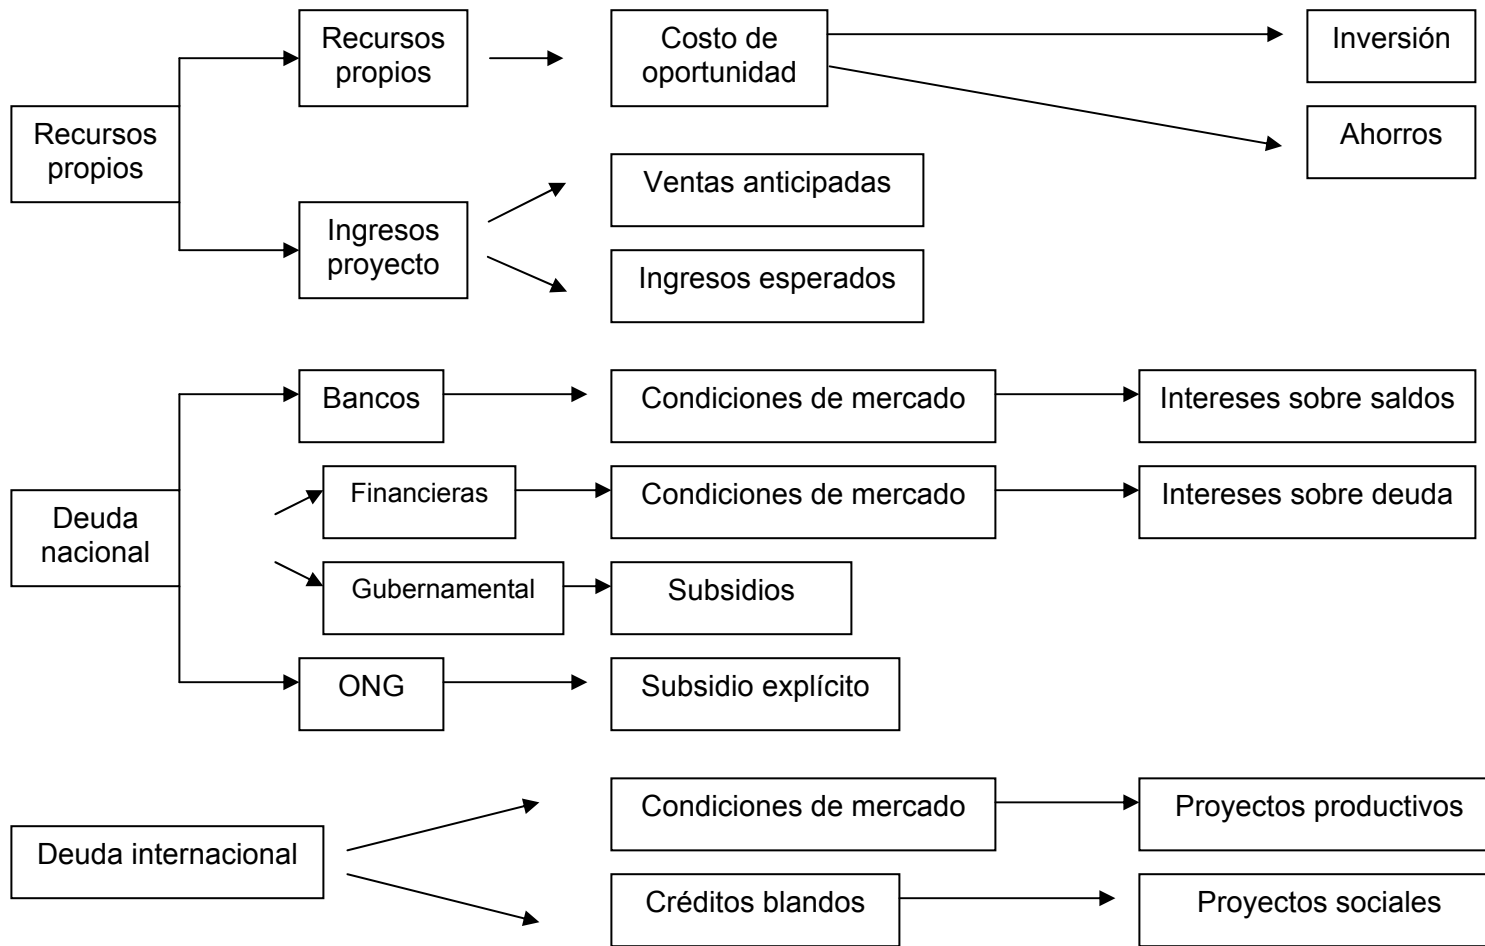 Recursos
propios
Recursos
propios
Costo de
oportunidad
Inversión
Ahorros
Ingresos
proyecto
Ventas anticipadas
Ingresos esperados
Deuda
nacional
Bancos
Condiciones de mercado
Intereses sobre saldos
Financieras
Condiciones de mercado
Intereses sobre deuda
Gubernamental
Subsidios
ONG
Subsidio explícito
Deuda internacional
Condiciones de mercado
Proyectos productivos
Créditos blandos
Proyectos sociales